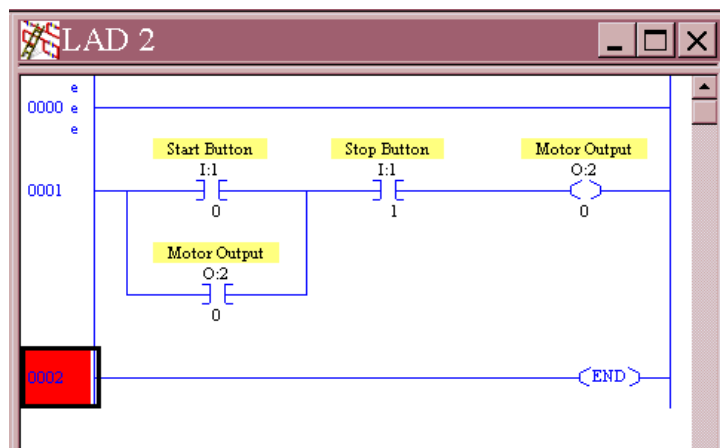 LAD 2
e
0000 e
e
Start Button Stop Button Motor Output
I:1 I:1 O:2
0001
0 1 0
Motor Output
O:2
0
0002 END